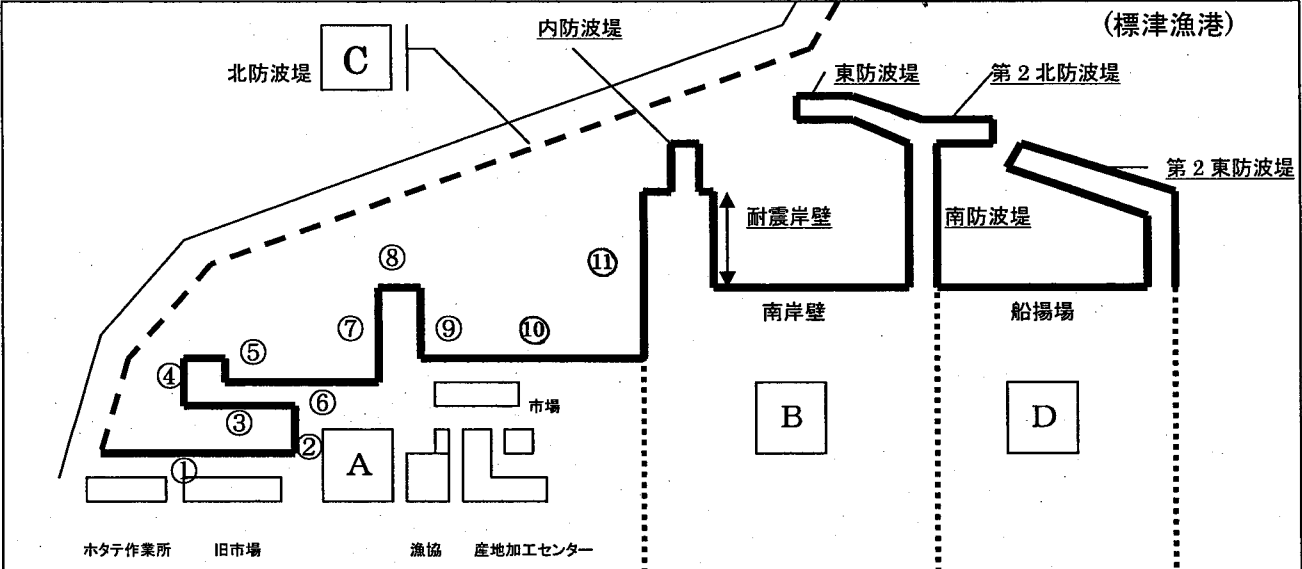 (標津漁港)
内防波堤
北防波堤
C
東防波堤
第2北防波堤
第2東防波堤
耐震岸壁
南防波堤
⑧
⑪
南岸壁
船揚場
⑦
⑨
⑩
⑤
④
⑥
③
市場
B
D
②
A
①
ホタテ作業所
旧市場
漁協
産地加工センター